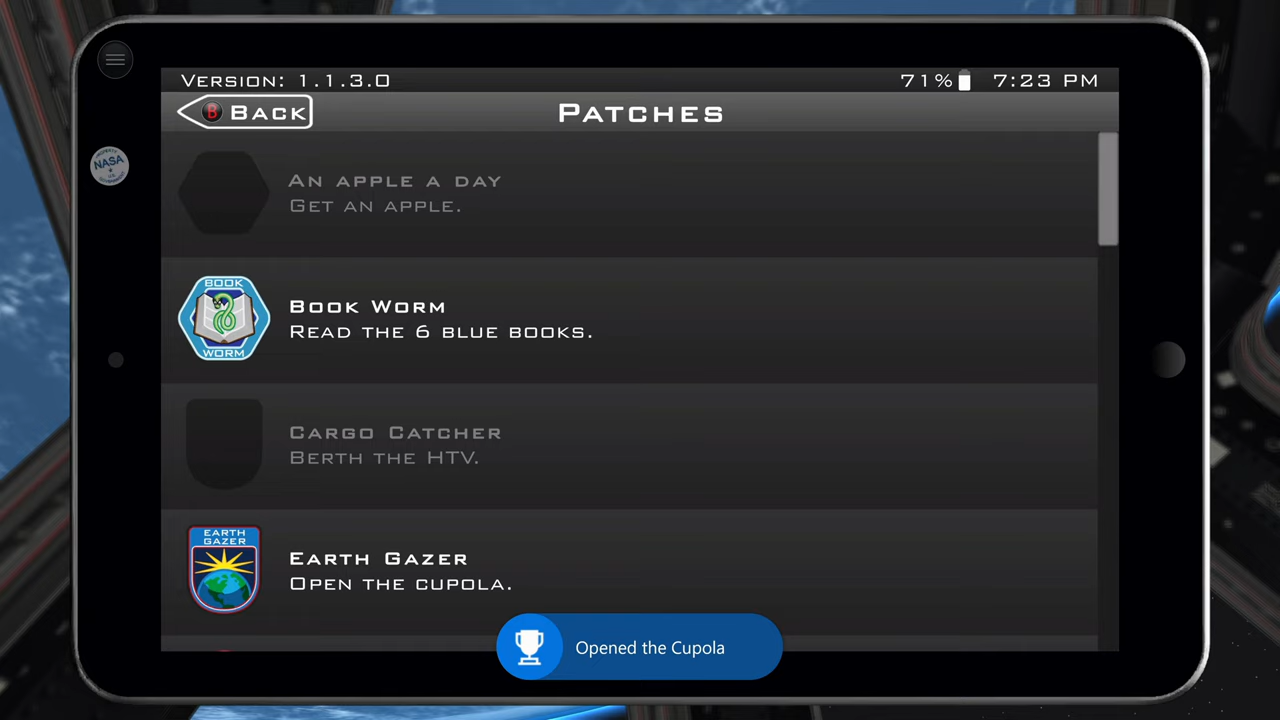 Version: 1.1.3.0
71%
7:23 PM
B Back
Patches
NASA
An apple a day
Get an apple.
BOOK
WORM
Book Worm
Read the 6 blue books.
Cargo Catcher
Berth the HTV.
EARTH
GAZER
Earth Gazer
Open the cupola.
Opened the Cupola